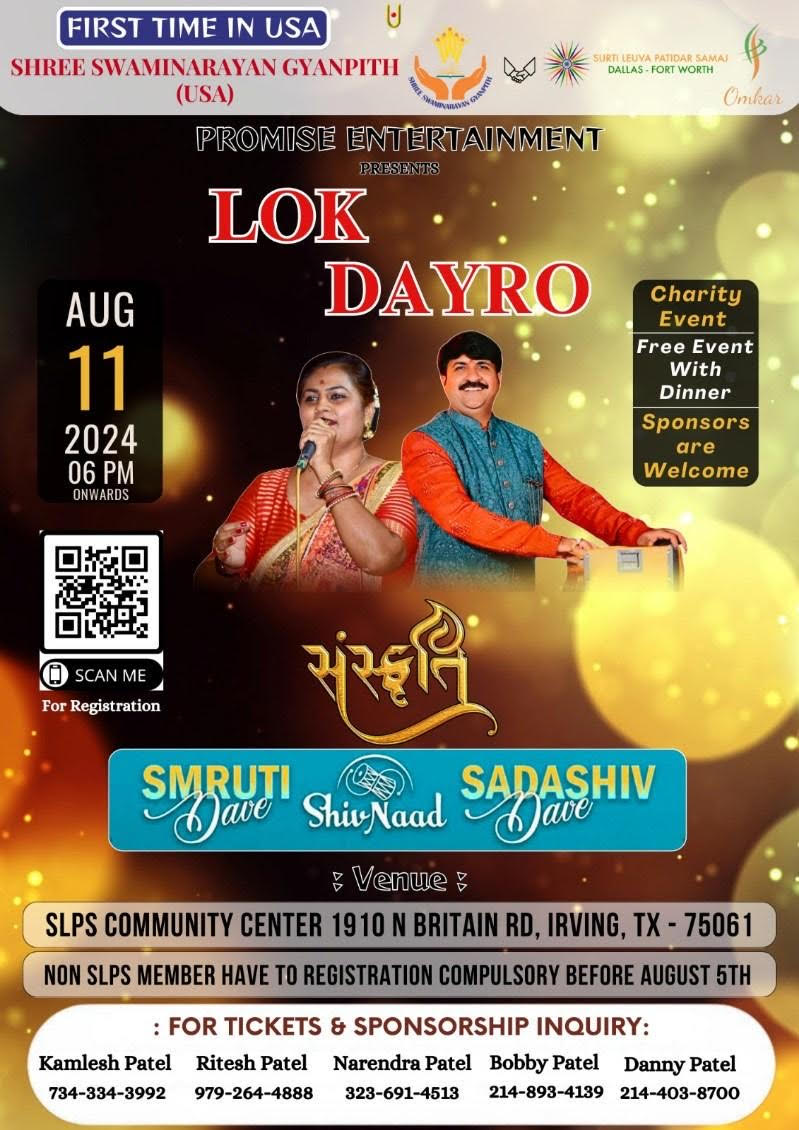 FIRST TIME IN USA
SHREE SWAMINARAYAN GYANPITH
(USA)
SHREE SWAMINARAYAN GYANPITH
SURTI LEUVA PATIDAR SAMAJ
DALLAS - FORT WORTH
Omkar
PROMISE ENTERTAINMENT
PRESENTS
LOK
DAYRO
AUG
11
2024
06 PM
ONWARDS
Charity
Event
Free Event
With
Dinner
Sponsors
are
Welcome
SCAN ME
For Registration
સંસ્કૃતિ
SMRUTI
Dave
ShivNaad
SADASHIV
Dave
: Venue :
SLPS COMMUNITY CENTER 1910 N BRITAIN RD, IRVING, TX - 75061
NON SLPS MEMBER HAVE TO REGISTRATION COMPULSORY BEFORE AUGUST 5TH
: FOR TICKETS & SPONSORSHIP INQUIRY:
Kamlesh Patel Ritesh Patel Narendra Patel Bobby Patel Danny Patel
734-334-3992 979-264-4888 323-691-4513 214-893-4139 214-403-8700